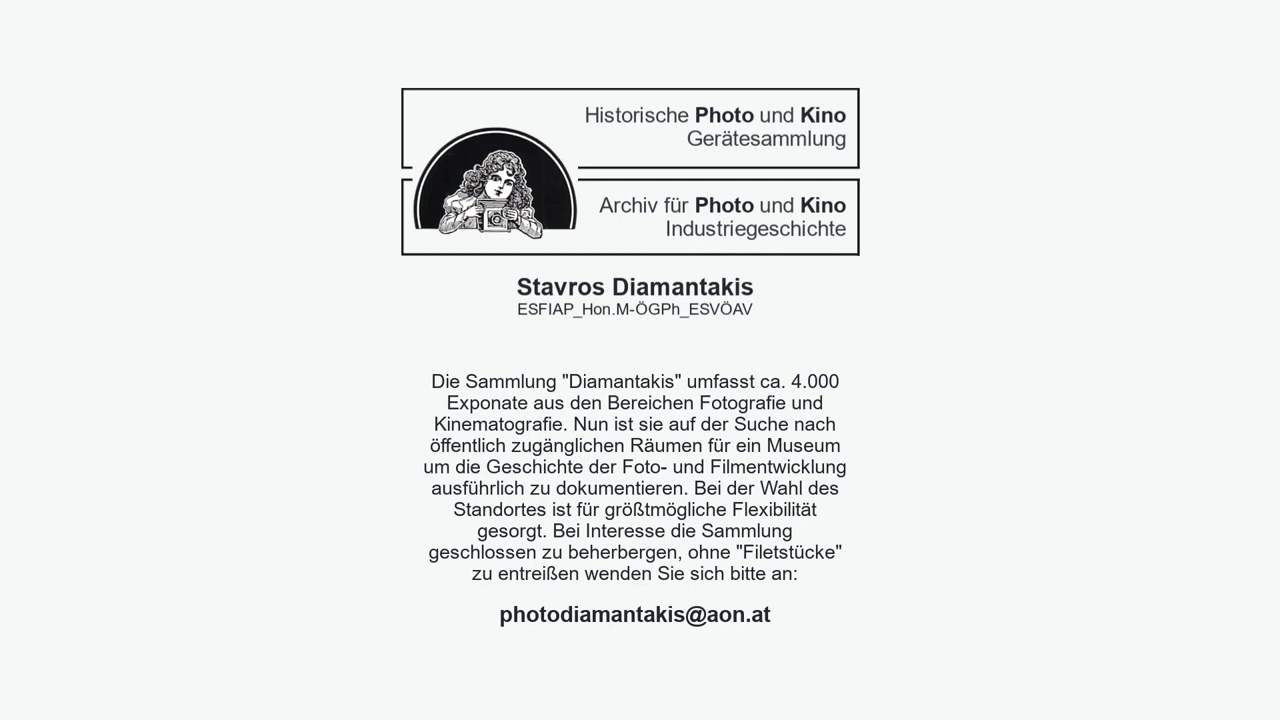 Historische Photo und Kino
Gerätesammlung
Archiv für Photo und Kino
Industriegeschichte
Stavros Diamantakis
ESFIAP_Hon.M-ÖGPh_ESVÖAV
Die Sammlung "Diamantakis" umfasst ca. 4.000
Exponate aus den Bereichen Fotografie und
Kinematografie. Nun ist sie auf der Suche nach
öffentlich zugänglichen Räumen für ein Museum
um die Geschichte der Foto- und Filmentwicklung
ausführlich zu dokumentieren. Bei der Wahl des
Standortes ist für größtmögliche Flexibilität
gesorgt. Bei Interesse die Sammlung
geschlossen zu beherbergen, ohne "Filetstücke"
zu entreißen wenden Sie sich bitte an:
photodiamantakis@aon.at